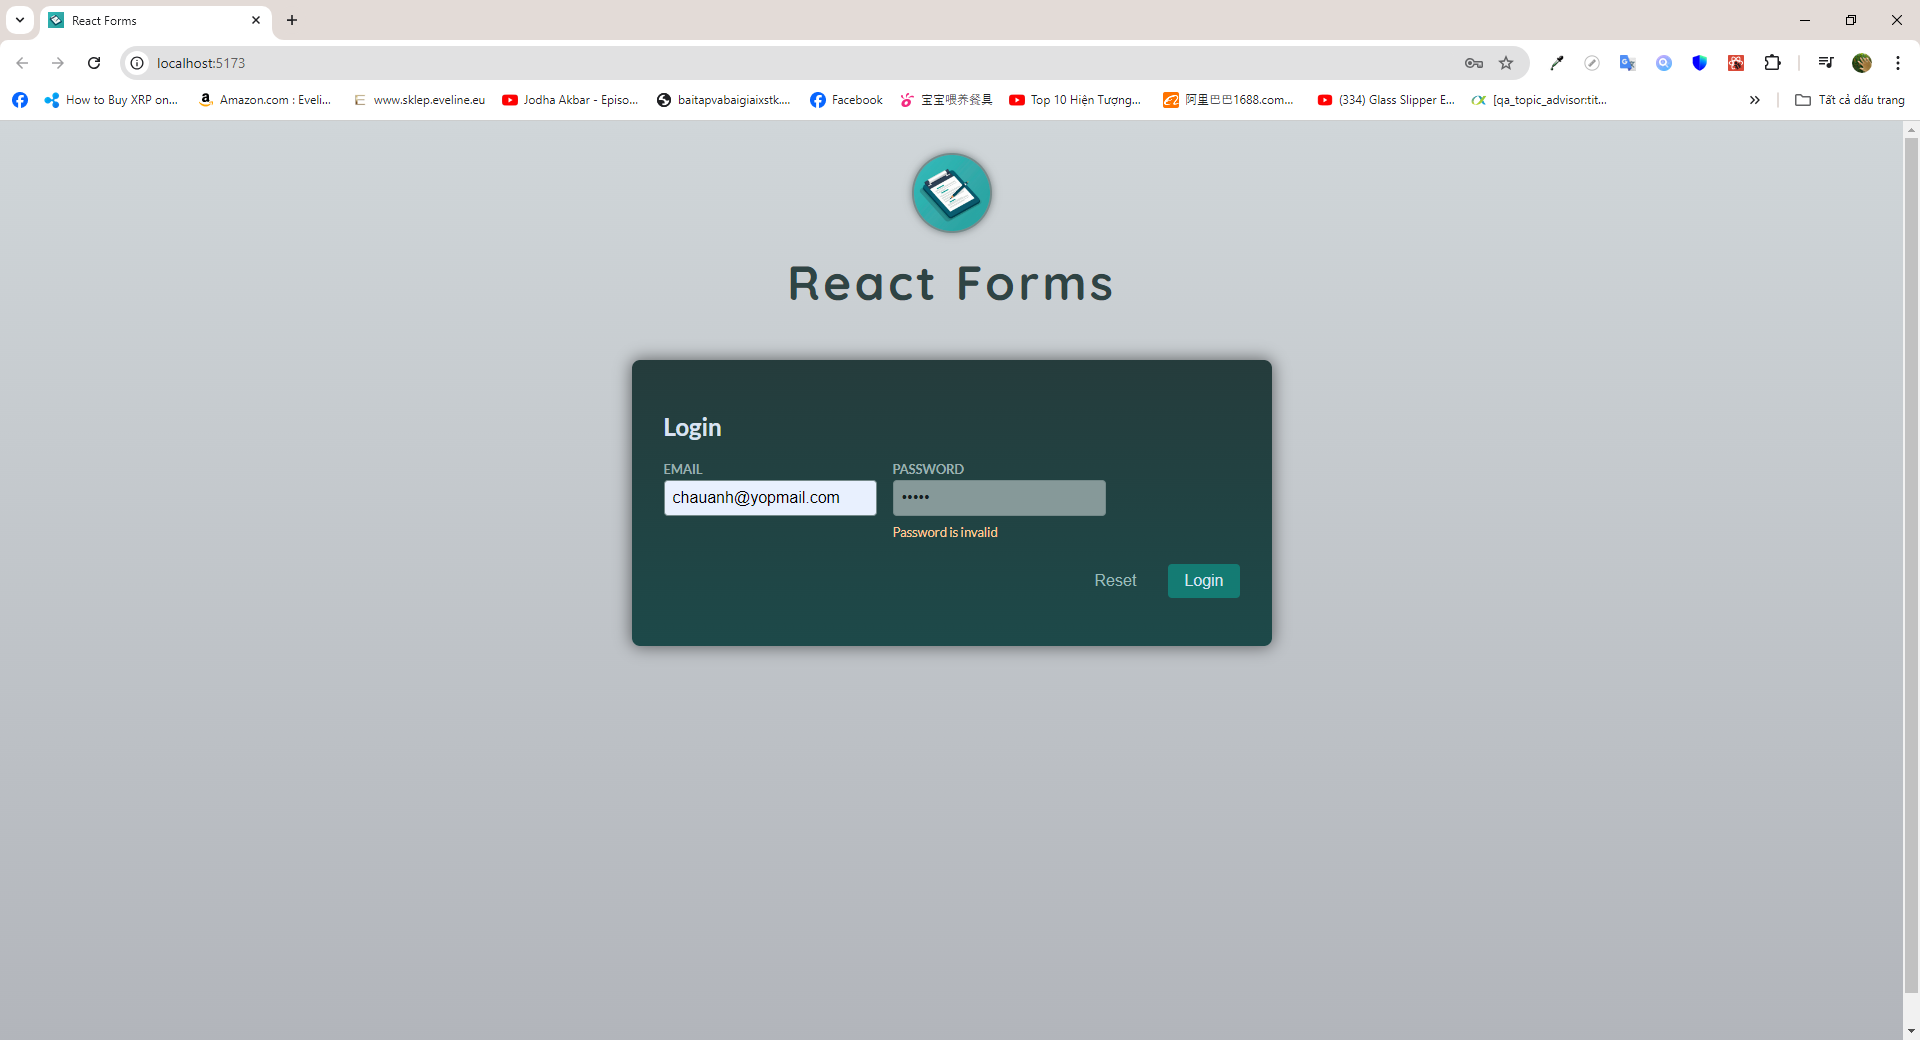 React Forms
localhost:5173
How to Buy XRP on...
Amazon.com : Eveli...
www.sklep.eveline.eu
Jodha Akbar - Episo...
baitapvabaigiaixstk....
Facebook
宝宝喂养餐具
Top 10 Hiện Tượng...
阿里巴巴1688.com...
(334) Glass Slipper E...
[qa_topic_advisor:tit...
Tất cả dấu trang
React Forms
Login
EMAIL
PASSWORD
chauanh@yopmail.com
•••••
Password is invalid
Reset
Login